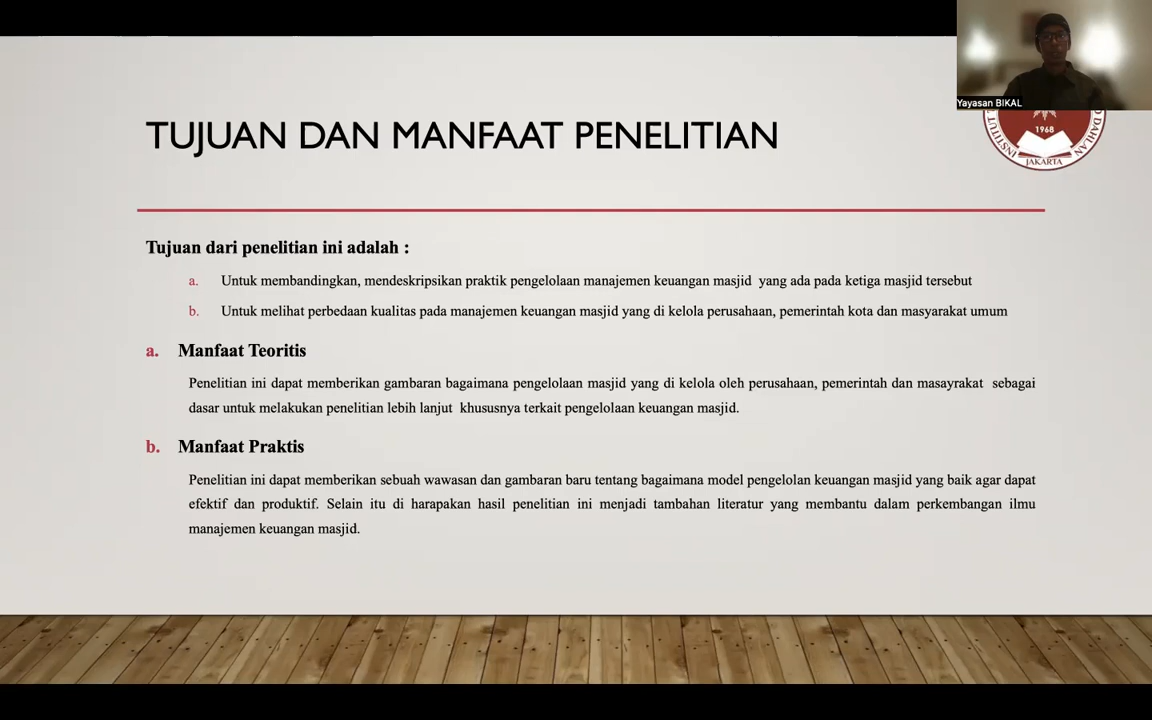 Yayasan BIKAL
TUJUAN DAN MANFAAT PENELITIAN
1968
INSTITUT
DAHLAN
JAKARTA
Tujuan dari penelitian ini adalah :
a. Untuk membandingkan, mendeskripsikan praktik pengelolaan manajemen keuangan masjid yang ada pada ketiga masjid tersebut
b. Untuk melihat perbedaan kualitas pada manajemen keuangan masjid yang di kelola perusahaan, pemerintah kota dan masyarakat umum
a. Manfaat Teoritis
Penelitian ini dapat memberikan gambaran bagaimana pengelolaan masjid yang di kelola oleh perusahaan, pemerintah dan masayrakat sebagai
dasar untuk melakukan penelitian lebih lanjut khususnya terkait pengelolaan keuangan masjid.
b. Manfaat Praktis
Penelitian ini dapat memberikan sebuah wawasan dan gambaran baru tentang bagaimana model pengelolan keuangan masjid yang baik agar dapat
efektif dan produktif. Selain itu di harapakan hasil penelitian ini menjadi tambahan literatur yang membantu dalam perkembangan ilmu
manajemen keuangan masjid.